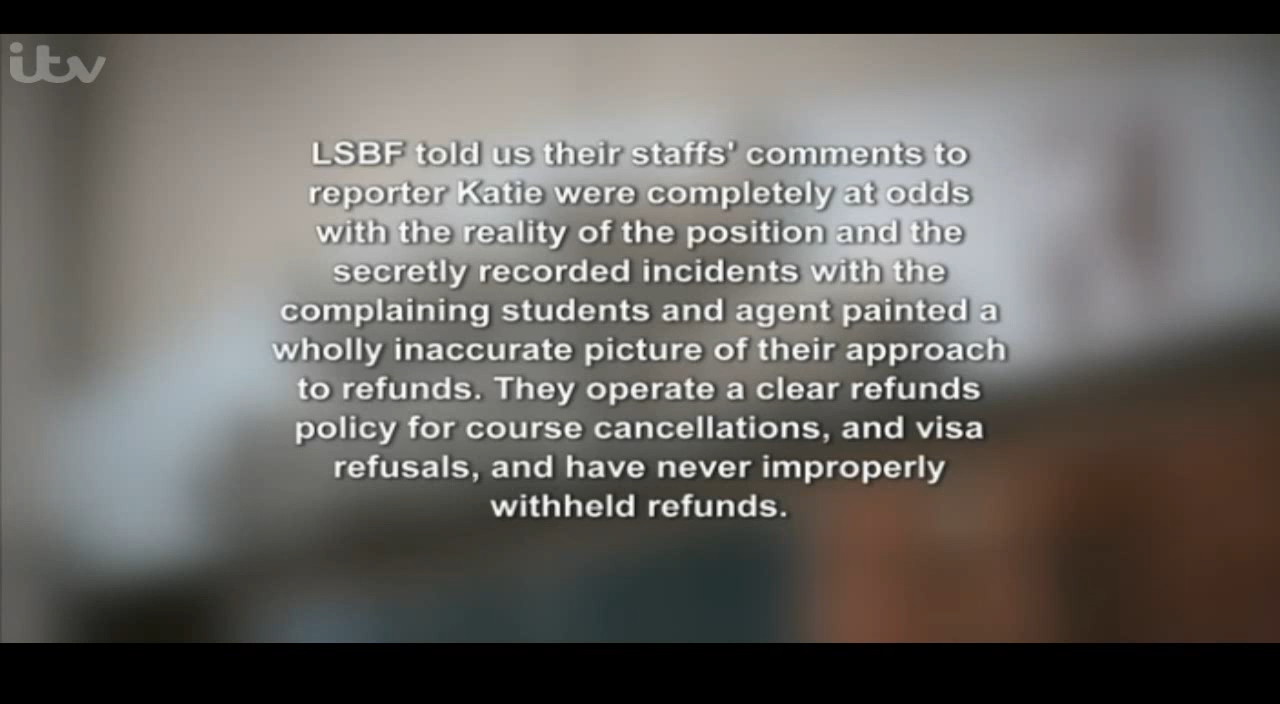 itv
LSBF told us their staffs' comments to
reporter Katie were completely at odds
with the reality of the position and the
secretly recorded incidents with the
complaining students and agent painted a
wholly inaccurate picture of their approach
to refunds. They operate a clear refunds
policy for course cancellations, and visa
refusals, and have never improperly
withheld refunds.